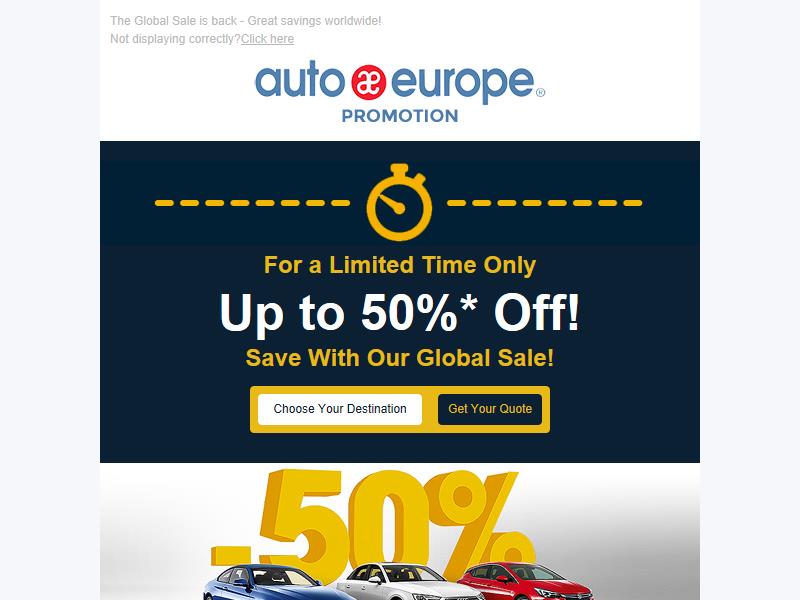 The Global Sale is back - Great savings worldwide!
Not displaying correctly?Click here
auto æ europe®
PROMOTION
For a Limited Time Only
Up to 50%* Off!
Save With Our Global Sale!
Choose Your Destination Get Your Quote
-50%